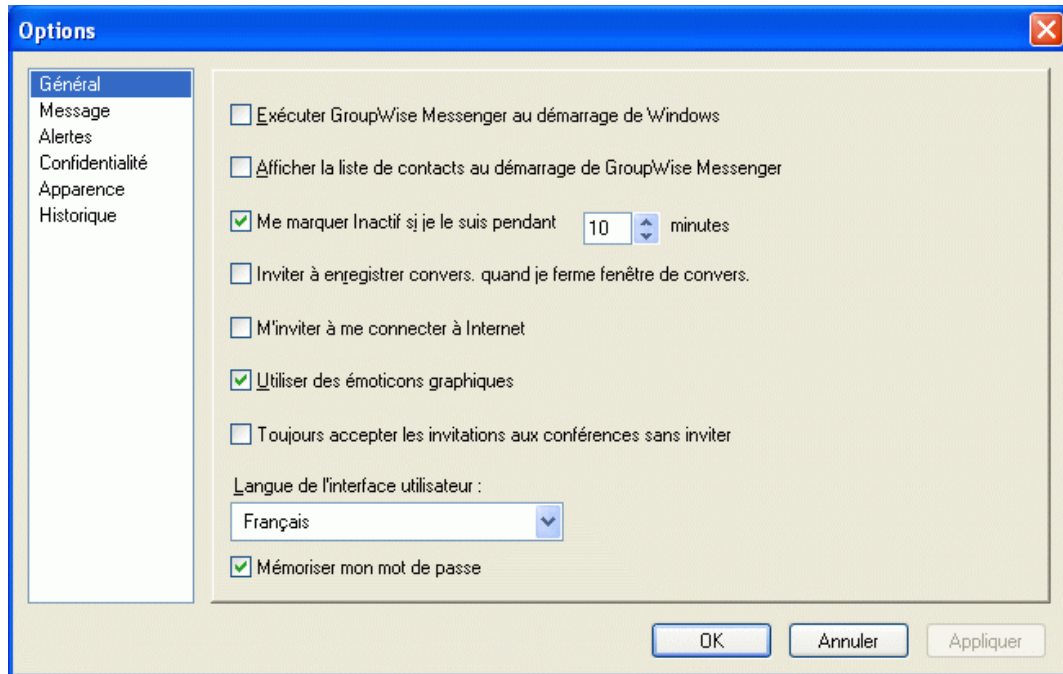 Options
Général
Message
Alertes
Confidentialité
Apparence
Historique
Exécuter GroupWise Messenger au démarrage de Windows
Afficher la liste de contacts au démarrage de GroupWise Messenger
Me marquer Inactif si je le suis pendant 10 minutes
Inviter à enregistrer convers. quand je ferme fenêtre de convers.
M'inviter à me connecter à Internet
Utiliser des émoticons graphiques
Toujours accepter les invitations aux conférences sans inviter
Langue de l'interface utilisateur :
Français
Mémoriser mon mot de passe
OK Annuler Appliquer